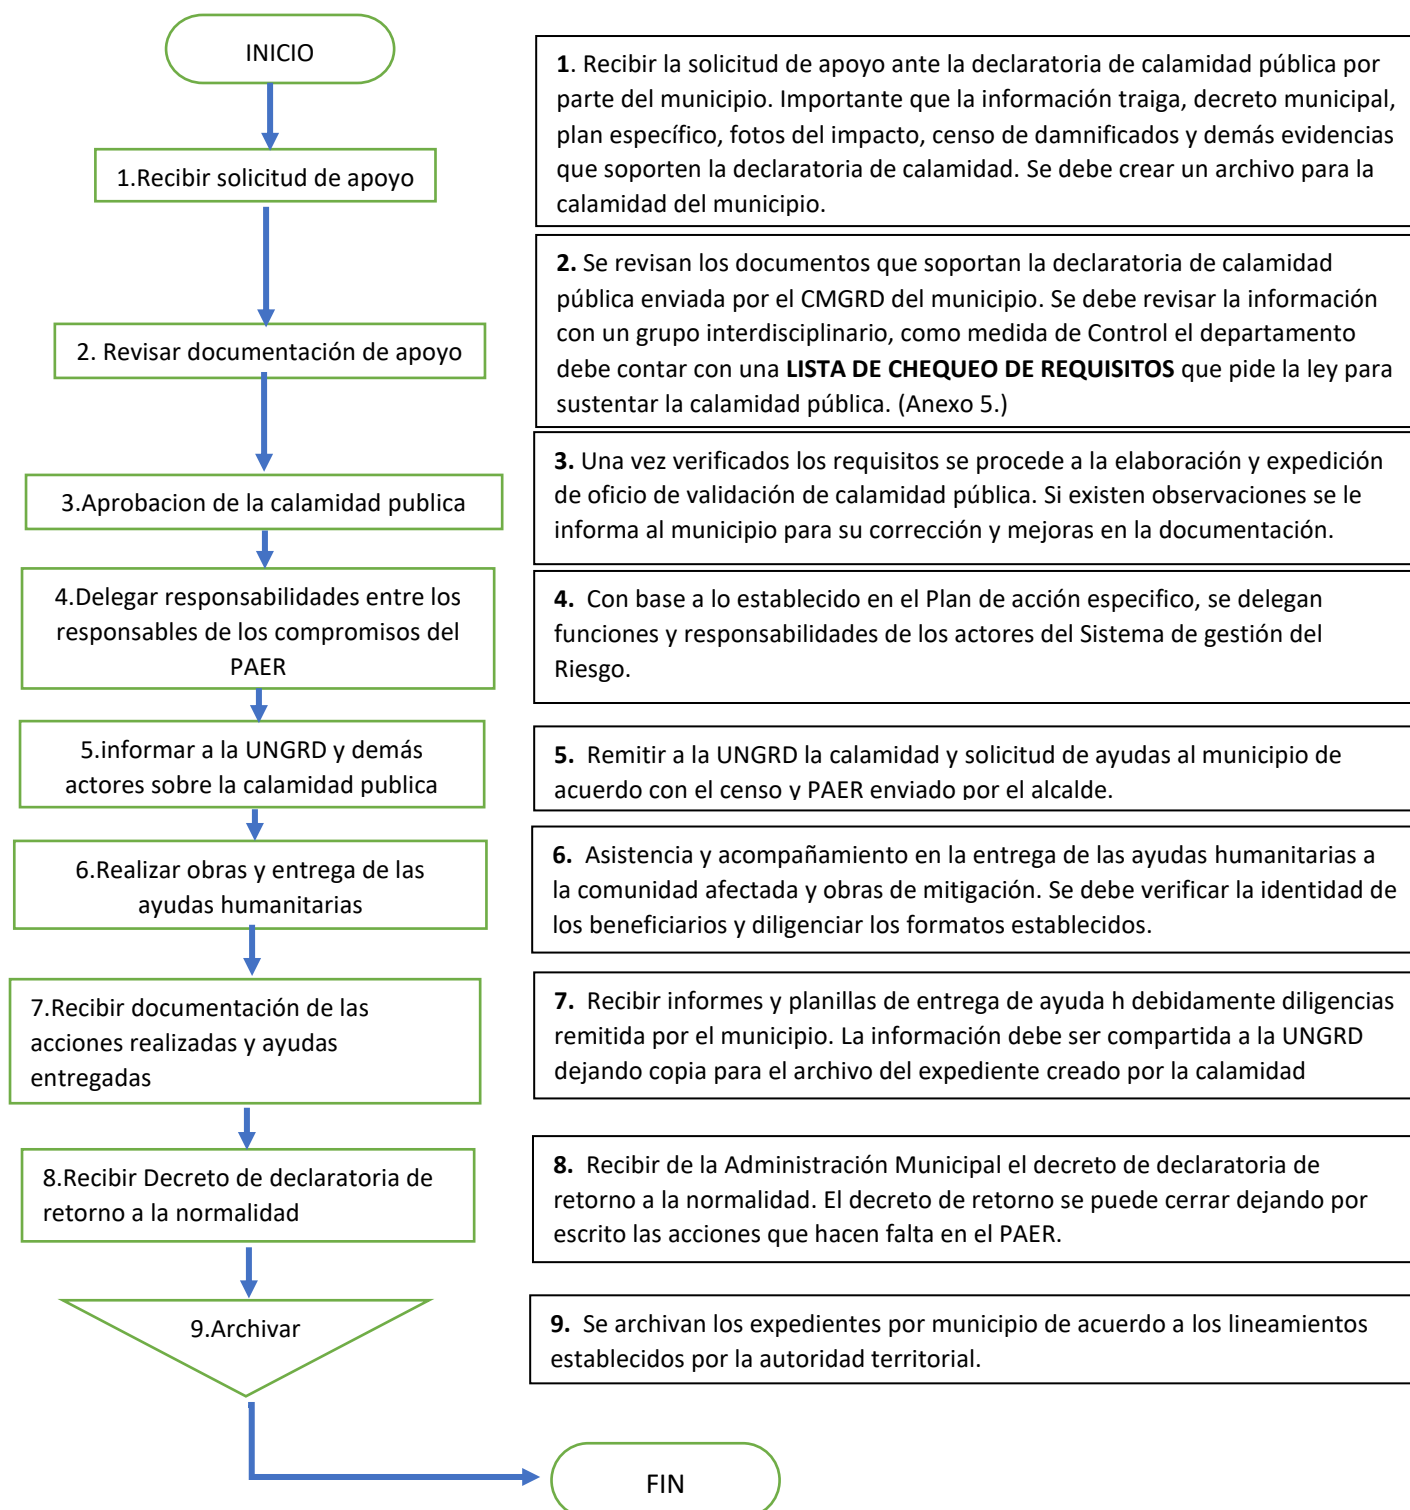 INICIO
1. Recibir la solicitud de apoyo ante la declaratoria de calamidad pública por
parte del municipio. Importante que la información traiga, decreto municipal,
plan específico, fotos del impacto, censo de damnificados y demás evidencias
que soporten la declaratoria de calamidad. Se debe crear un archivo para la
calamidad del municipio.
1.Recibir solicitud de apoyo
2. Se revisan los documentos que soportan la declaratoria de calamidad
pública enviada por el CMGRD del municipio. Se debe revisar la información
con un grupo interdisciplinario, como medida de Control el departamento
debe contar con una LISTA DE CHEQUEO DE REQUISITOS que pide la ley para
sustentar la calamidad pública. (Anexo 5.)
2. Revisar documentación de apoyo
3. Una vez verificados los requisitos se procede a la elaboración y expedición
de oficio de validación de calamidad pública. Si existen observaciones se le
informa al municipio para su corrección y mejoras en la documentación.
3.Aprobacion de la calamidad publica
4.Delegar responsabilidades entre los
responsables de los compromisos del
PAER
4. Con base a lo establecido en el Plan de acción especifico, se delegan
funciones y responsabilidades de los actores del Sistema de gestión del
Riesgo.
5.informar a la UNGRD y demás
actores sobre la calamidad publica
5. Remitir a la UNGRD la calamidad y solicitud de ayudas al municipio de
acuerdo con el censo y PAER enviado por el alcalde.
6.Realizar obras y entrega de las
ayudas humanitarias
6. Asistencia y acompañamiento en la entrega de las ayudas humanitarias a
la comunidad afectada y obras de mitigación. Se debe verificar la identidad de
los beneficiarios y diligenciar los formatos establecidos.
7.Recibir documentación de las
acciones realizadas y ayudas
entregadas
7. Recibir informes y planillas de entrega de ayuda h debidamente diligencias
remitida por el municipio. La información debe ser compartida a la UNGRD
dejando copia para el archivo del expediente creado por la calamidad
8.Recibir Decreto de declaratoria de
retorno a la normalidad
8. Recibir de la Administración Municipal el decreto de declaratoria de
retorno a la normalidad. El decreto de retorno se puede cerrar dejando por
escrito las acciones que hacen falta en el PAER.
9.Archivar
9. Se archivan los expedientes por municipio de acuerdo a los lineamientos
establecidos por la autoridad territorial.
FIN